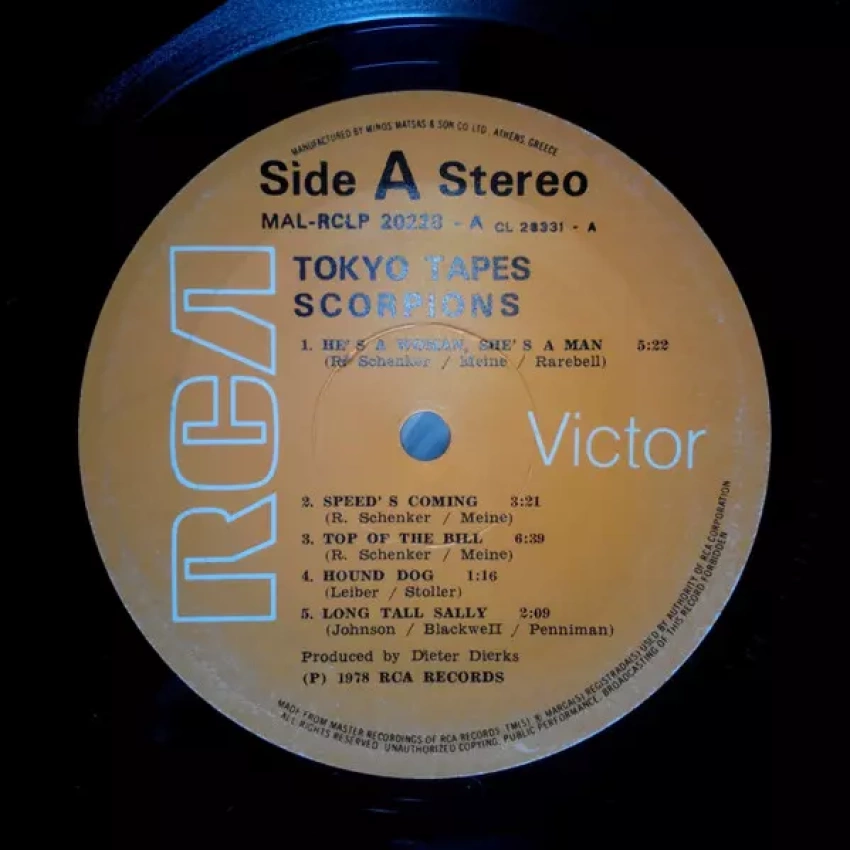 MANUFACTURED BY MINOS MATSAS & SON CO LTD. ATHENS, GREECE
Side A Stereo
MAL-RCLP 20228 - A CL 28331 - A
TOKYO TAPES
SCORPIONS
1. HE'S A WOMAN, SHE'S A MAN 5:22
(R. Schenker / Meine / Rarebell)
RCA
Victor
2. SPEED'S COMING 3:21
(R. Schenker / Meine)
3. TOP OF THE BILL 6:39
(R. Schenker / Meine)
4. HOUND DOG 1:16
(Leiber / Stoller)
5. LONG TALL SALLY 2:09
(Johnson / Blackwell / Penniman)
Produced by Dieter Dierks
(P) 1978 RCA RECORDS
MADE FROM MASTER RECORDINGS OF RCA RECORDS. TM(S) ® MARCA(S) REGISTRADA(S) USED BY AUTHORITY OF RCA CORPORATION
ALL RIGHTS RESERVED. UNAUTHORIZED COPYING, PUBLIC PERFORMANCE, BROADCASTING OF THIS RECORD FORBIDDEN